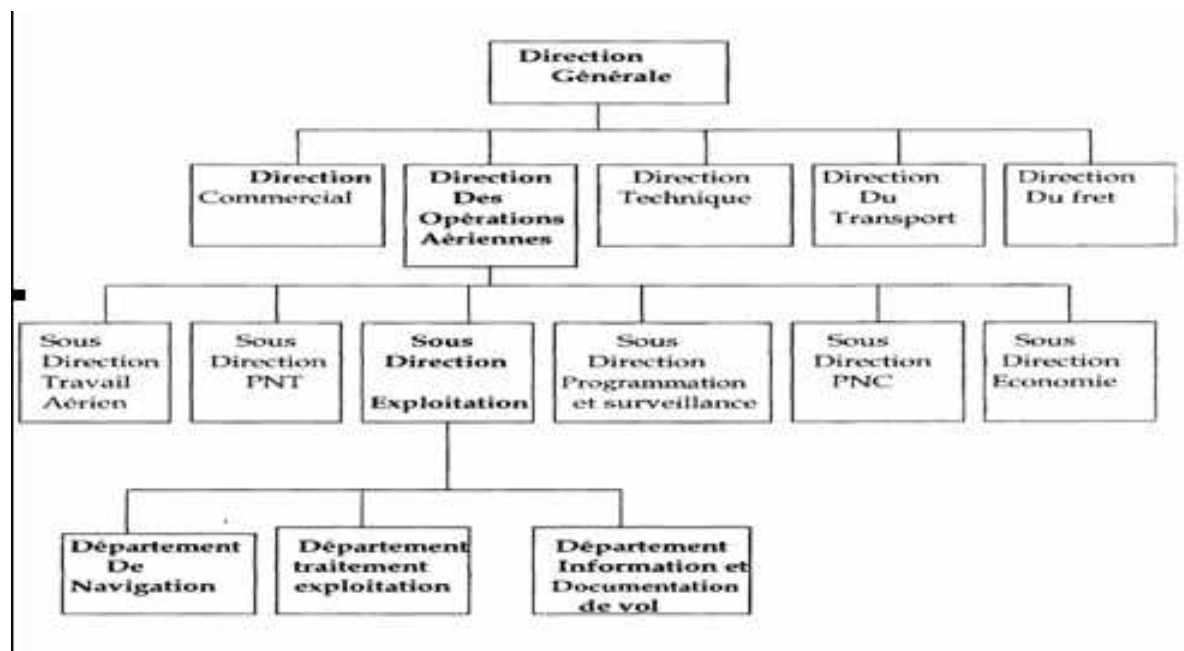 Direction
Générale
Direction
Commercial
Direction
Des
Opérations
Aériennes
Direction
Technique
Direction
Du
Transport
Direction
Du fret
Sous
Direction
Travail
Aérien
Sous
Direction
PNT
Sous
Direction
Exploitation
Sous
Direction
Programmation
et surveillance
Sous
Direction
PNC
Sous
Direction
Economie
Département
De
Navigation
Département
traitement
exploitation
Département
Information et
Documentation
de vol